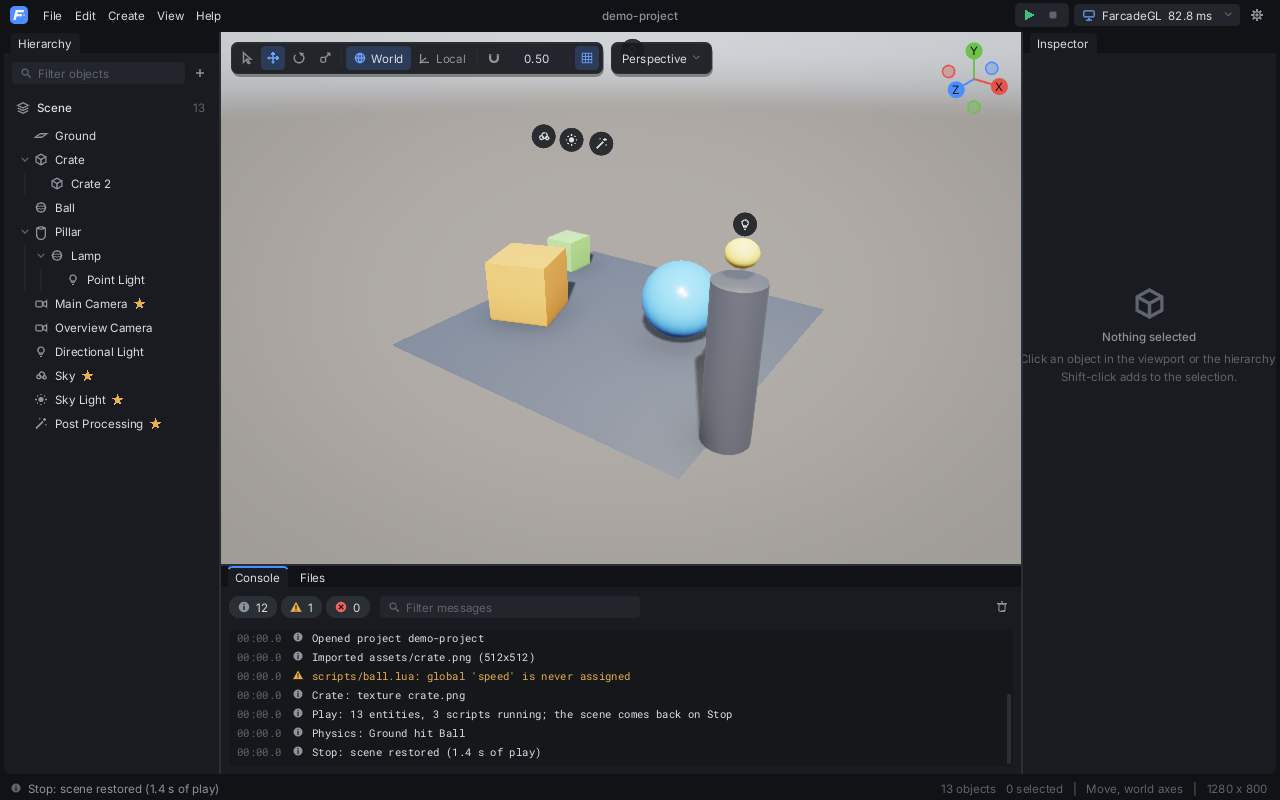 File Edit Create View Help
demo-project
FarcadeGL 82.8 ms
Hierarchy
Inspector
Filter objects
World
Local
0.50
Perspective
Y
X
Z
Scene 13
Ground
Crate
Crate 2
Ball
Pillar
Lamp
Point Light
Main Camera
Overview Camera
Directional Light
Sky
Sky Light
Post Processing
Nothing selected
Click an object in the viewport or the hierarchy
Shift-click adds to the selection.
Console Files
12 1 0 Filter messages
00:00.0 Opened project demo-project
00:00.0 Imported assets/crate.png (512x512)
00:00.0 scripts/ball.lua: global 'speed' is never assigned
00:00.0 Crate: texture crate.png
00:00.0 Play: 13 entities, 3 scripts running; the scene comes back on Stop
00:00.0 Physics: Ground hit Ball
00:00.0 Stop: scene restored (1.4 s of play)
Stop: scene restored (1.4 s of play)
13 objects 0 selected | Move, world axes | 1280 x 800